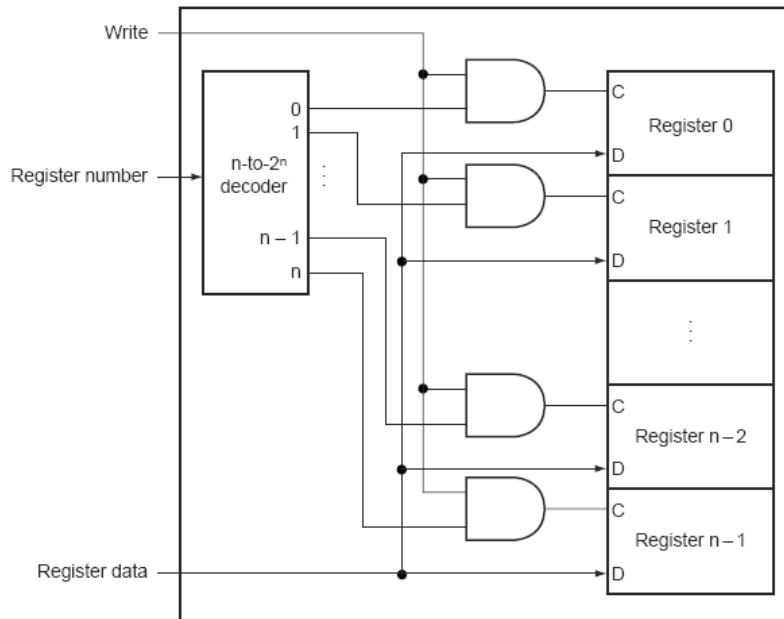 Write
Register number
Register data
n-to-2ⁿ
decoder
0
1
⋮
n – 1
n
C
Register 0
D
C
Register 1
D
⋮
C
Register n – 2
D
C
Register n – 1
D